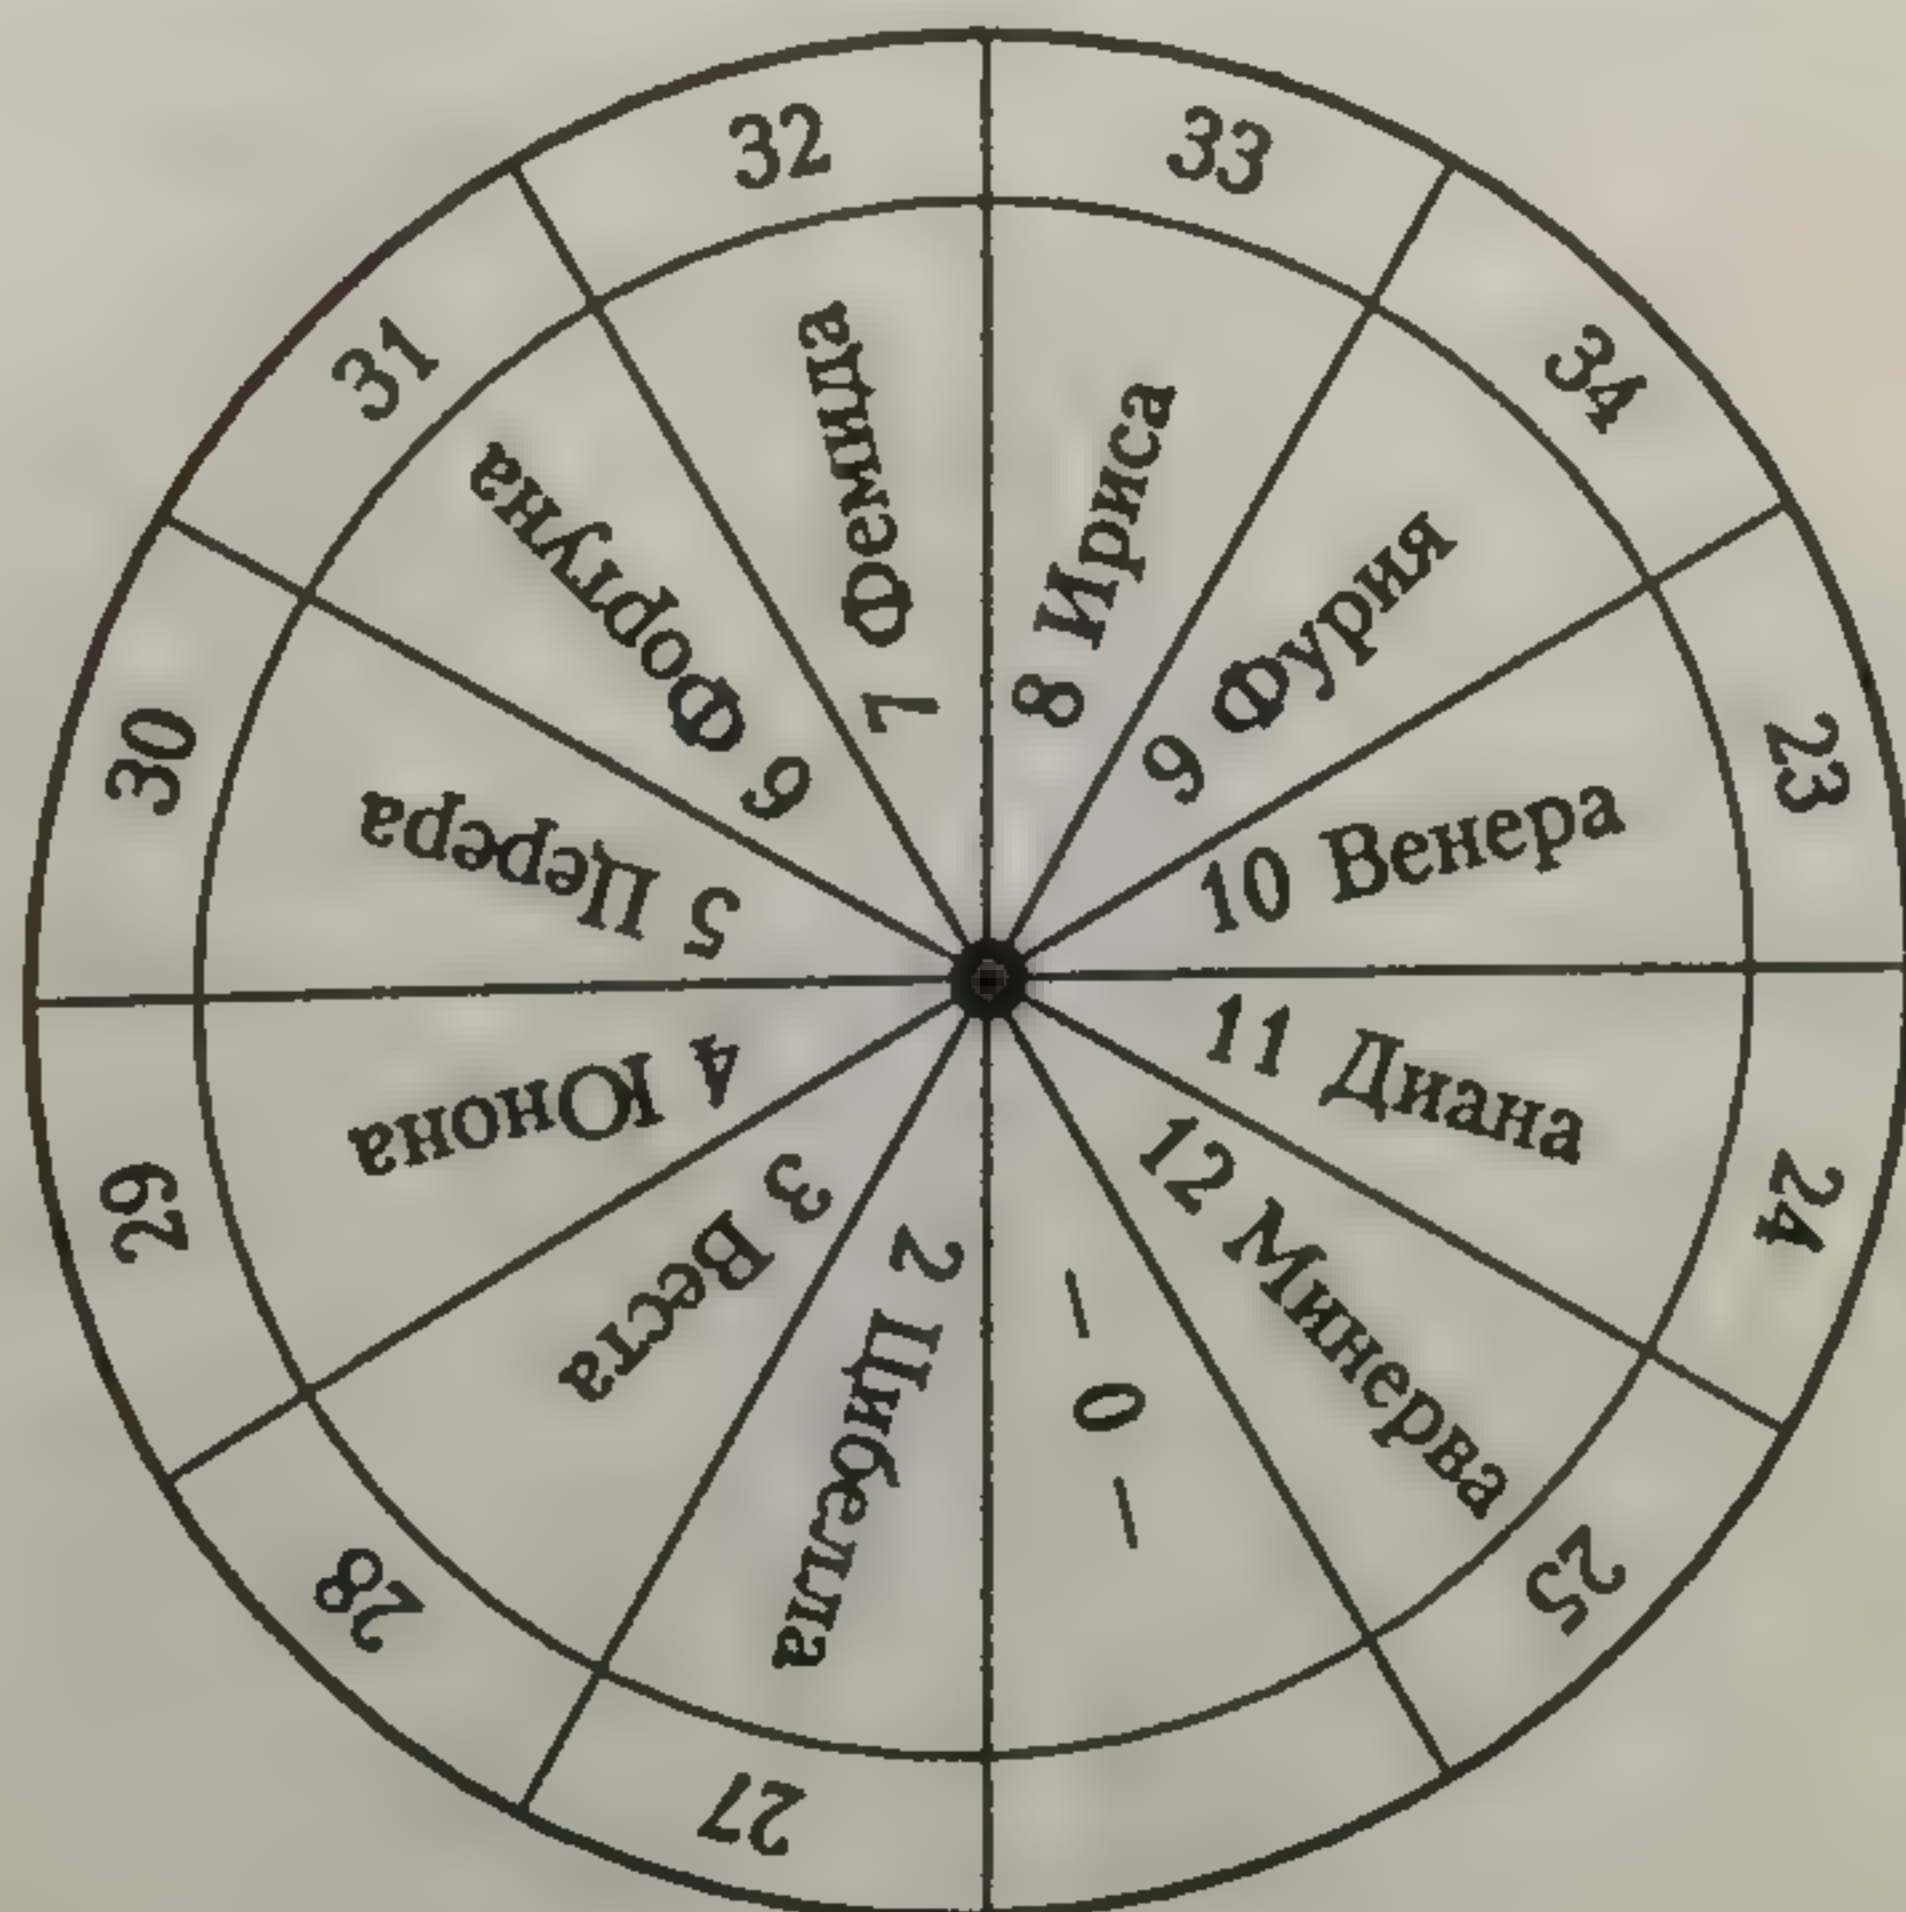 32
33
34
23
24
25
27
28
29
30
31
7 Фемида
8 Ириса
9 Фурия
10 Венера
11 Диана
12 Минерва
— 0 —
2 Цибелла
3 Веста
4 Юнона
5 Церера
6 Фортуна